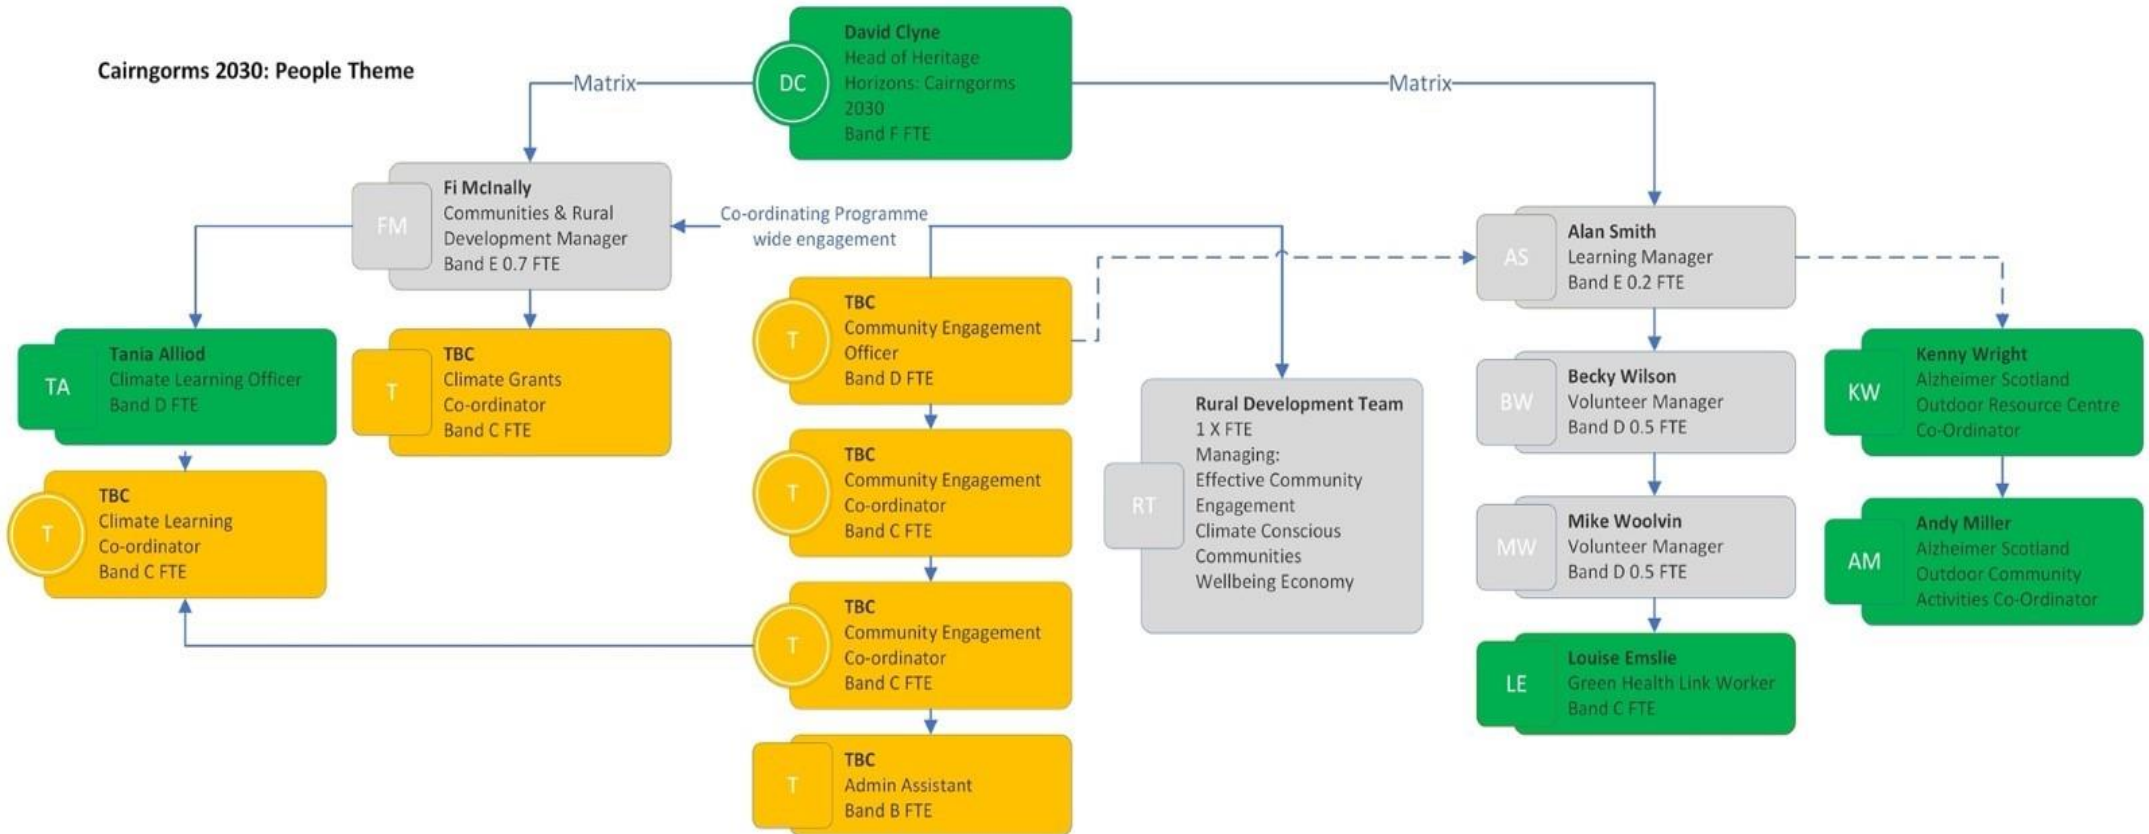 Cairngorms 2030: People Theme
DC
David Clyne
Head of Heritage
Horizons: Cairngorms
2030
Band F FTE
Matrix
Matrix
FM
Fi McInally
Communities & Rural
Development Manager
Band E 0.7 FTE
Co-ordinating Programme
wide engagement
AS
Alan Smith
Learning Manager
Band E 0.2 FTE
TA
Tania Alliod
Climate Learning Officer
Band D FTE
T
TBC
Climate Grants
Co-ordinator
Band C FTE
T
TBC
Climate Learning
Co-ordinator
Band C FTE
T
TBC
Community Engagement
Officer
Band D FTE
T
TBC
Community Engagement
Co-ordinator
Band C FTE
T
TBC
Community Engagement
Co-ordinator
Band C FTE
T
TBC
Admin Assistant
Band B FTE
RT
Rural Development Team
1 X FTE
Managing:
Effective Community
Engagement
Climate Conscious
Communities
Wellbeing Economy
BW
Becky Wilson
Volunteer Manager
Band D 0.5 FTE
MW
Mike Woolvin
Volunteer Manager
Band D 0.5 FTE
LE
Louise Emslie
Green Health Link Worker
Band C FTE
KW
Kenny Wright
Alzheimer Scotland
Outdoor Resource Centre
Co-Ordinator
AM
Andy Miller
Alzheimer Scotland
Outdoor Community
Activities Co-Ordinator